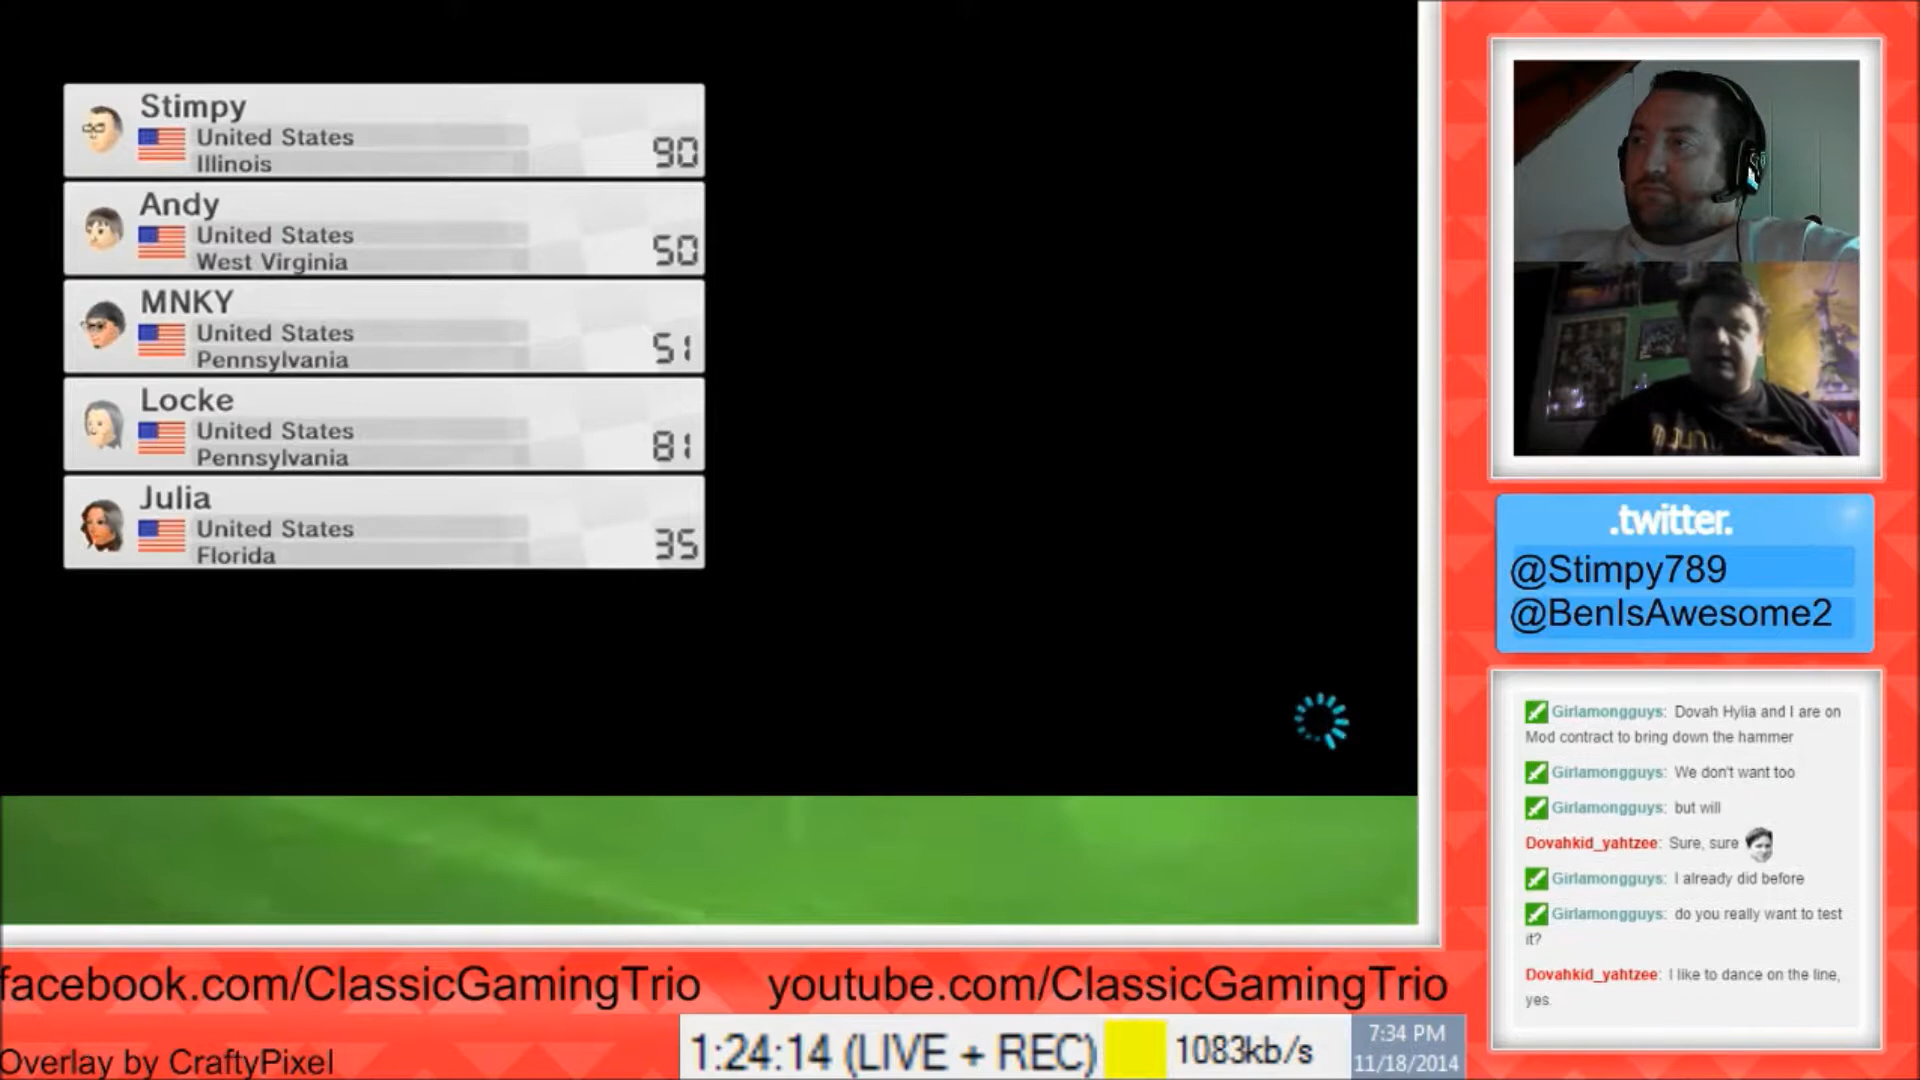 Stimpy
United States
Illinois
90
Andy
United States
West Virginia
50
MNKY
United States
Pennsylvania
51
Locke
United States
Pennsylvania
81
Julia
United States
Florida
35
.twitter.
@Stimpy789
@BenIsAwesome2
Girlamongguys: Dovah Hylia and I are on
Mod contract to bring down the hammer
Girlamongguys: We don't want too
Girlamongguys: but will
Dovahkid_yahtzee: Sure, sure
Girlamongguys: I already did before
Girlamongguys: do you really want to test
it?
Dovahkid_yahtzee: I like to dance on the line,
yes.
facebook.com/ClassicGamingTrio youtube.com/ClassicGamingTrio
Overlay by CraftyPixel
1:24:14 (LIVE + REC) 1083kb/s
7:34 PM
11/18/2014